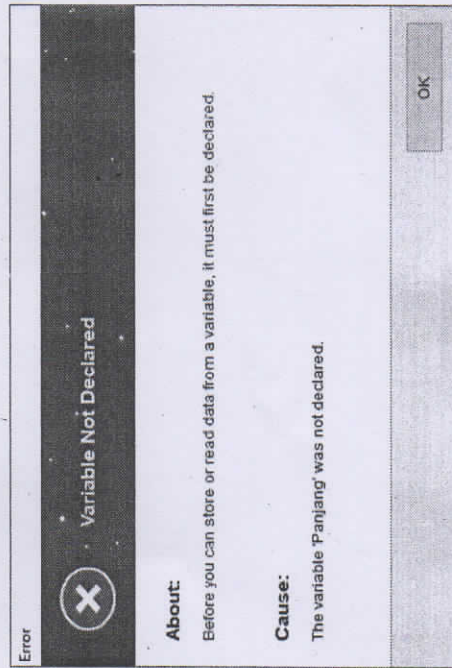 Error
Variable Not Declared
About:
Before you can store or read data from a variable, it must first be declared.
Cause:
The variable 'Panjang' was not declared.
OK